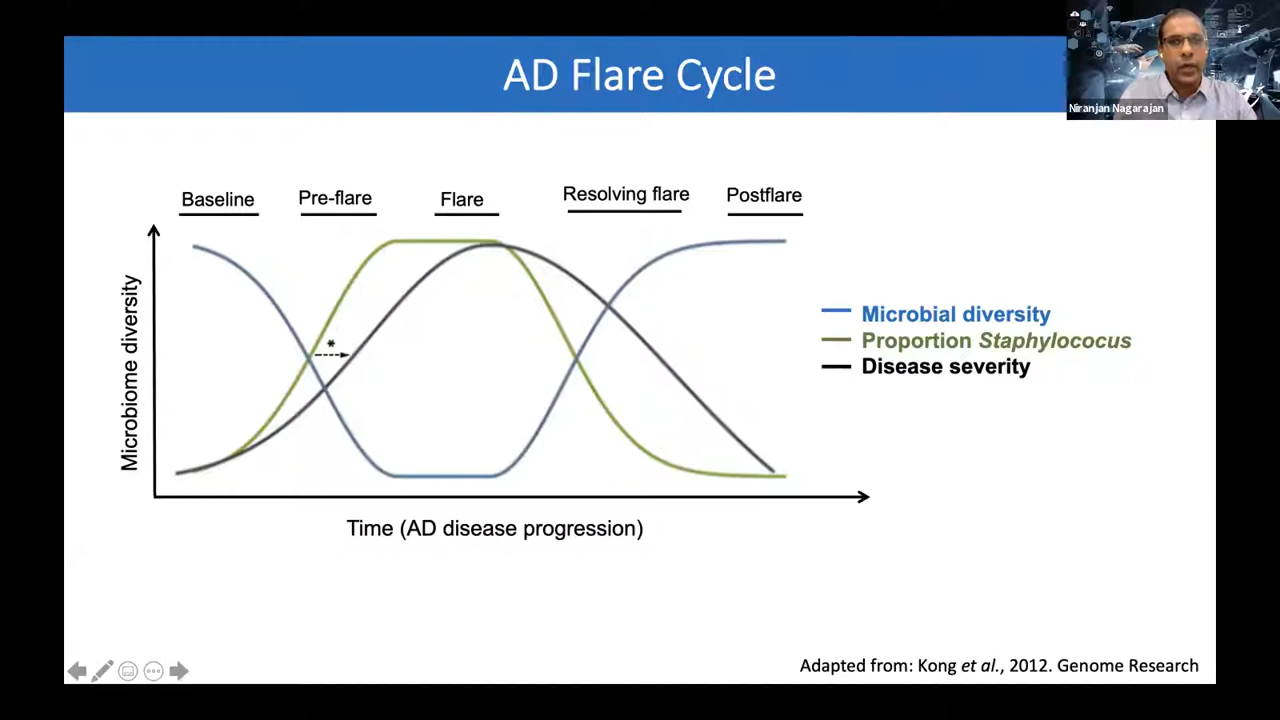 AD Flare Cycle
Niranjan Nagarajan
Baseline
Pre-flare
Flare
Resolving flare
Postflare
Microbiome diversity
*
Microbial diversity
Proportion Staphylococus
Disease severity
Time (AD disease progression)
Adapted from: Kong et al., 2012. Genome Research